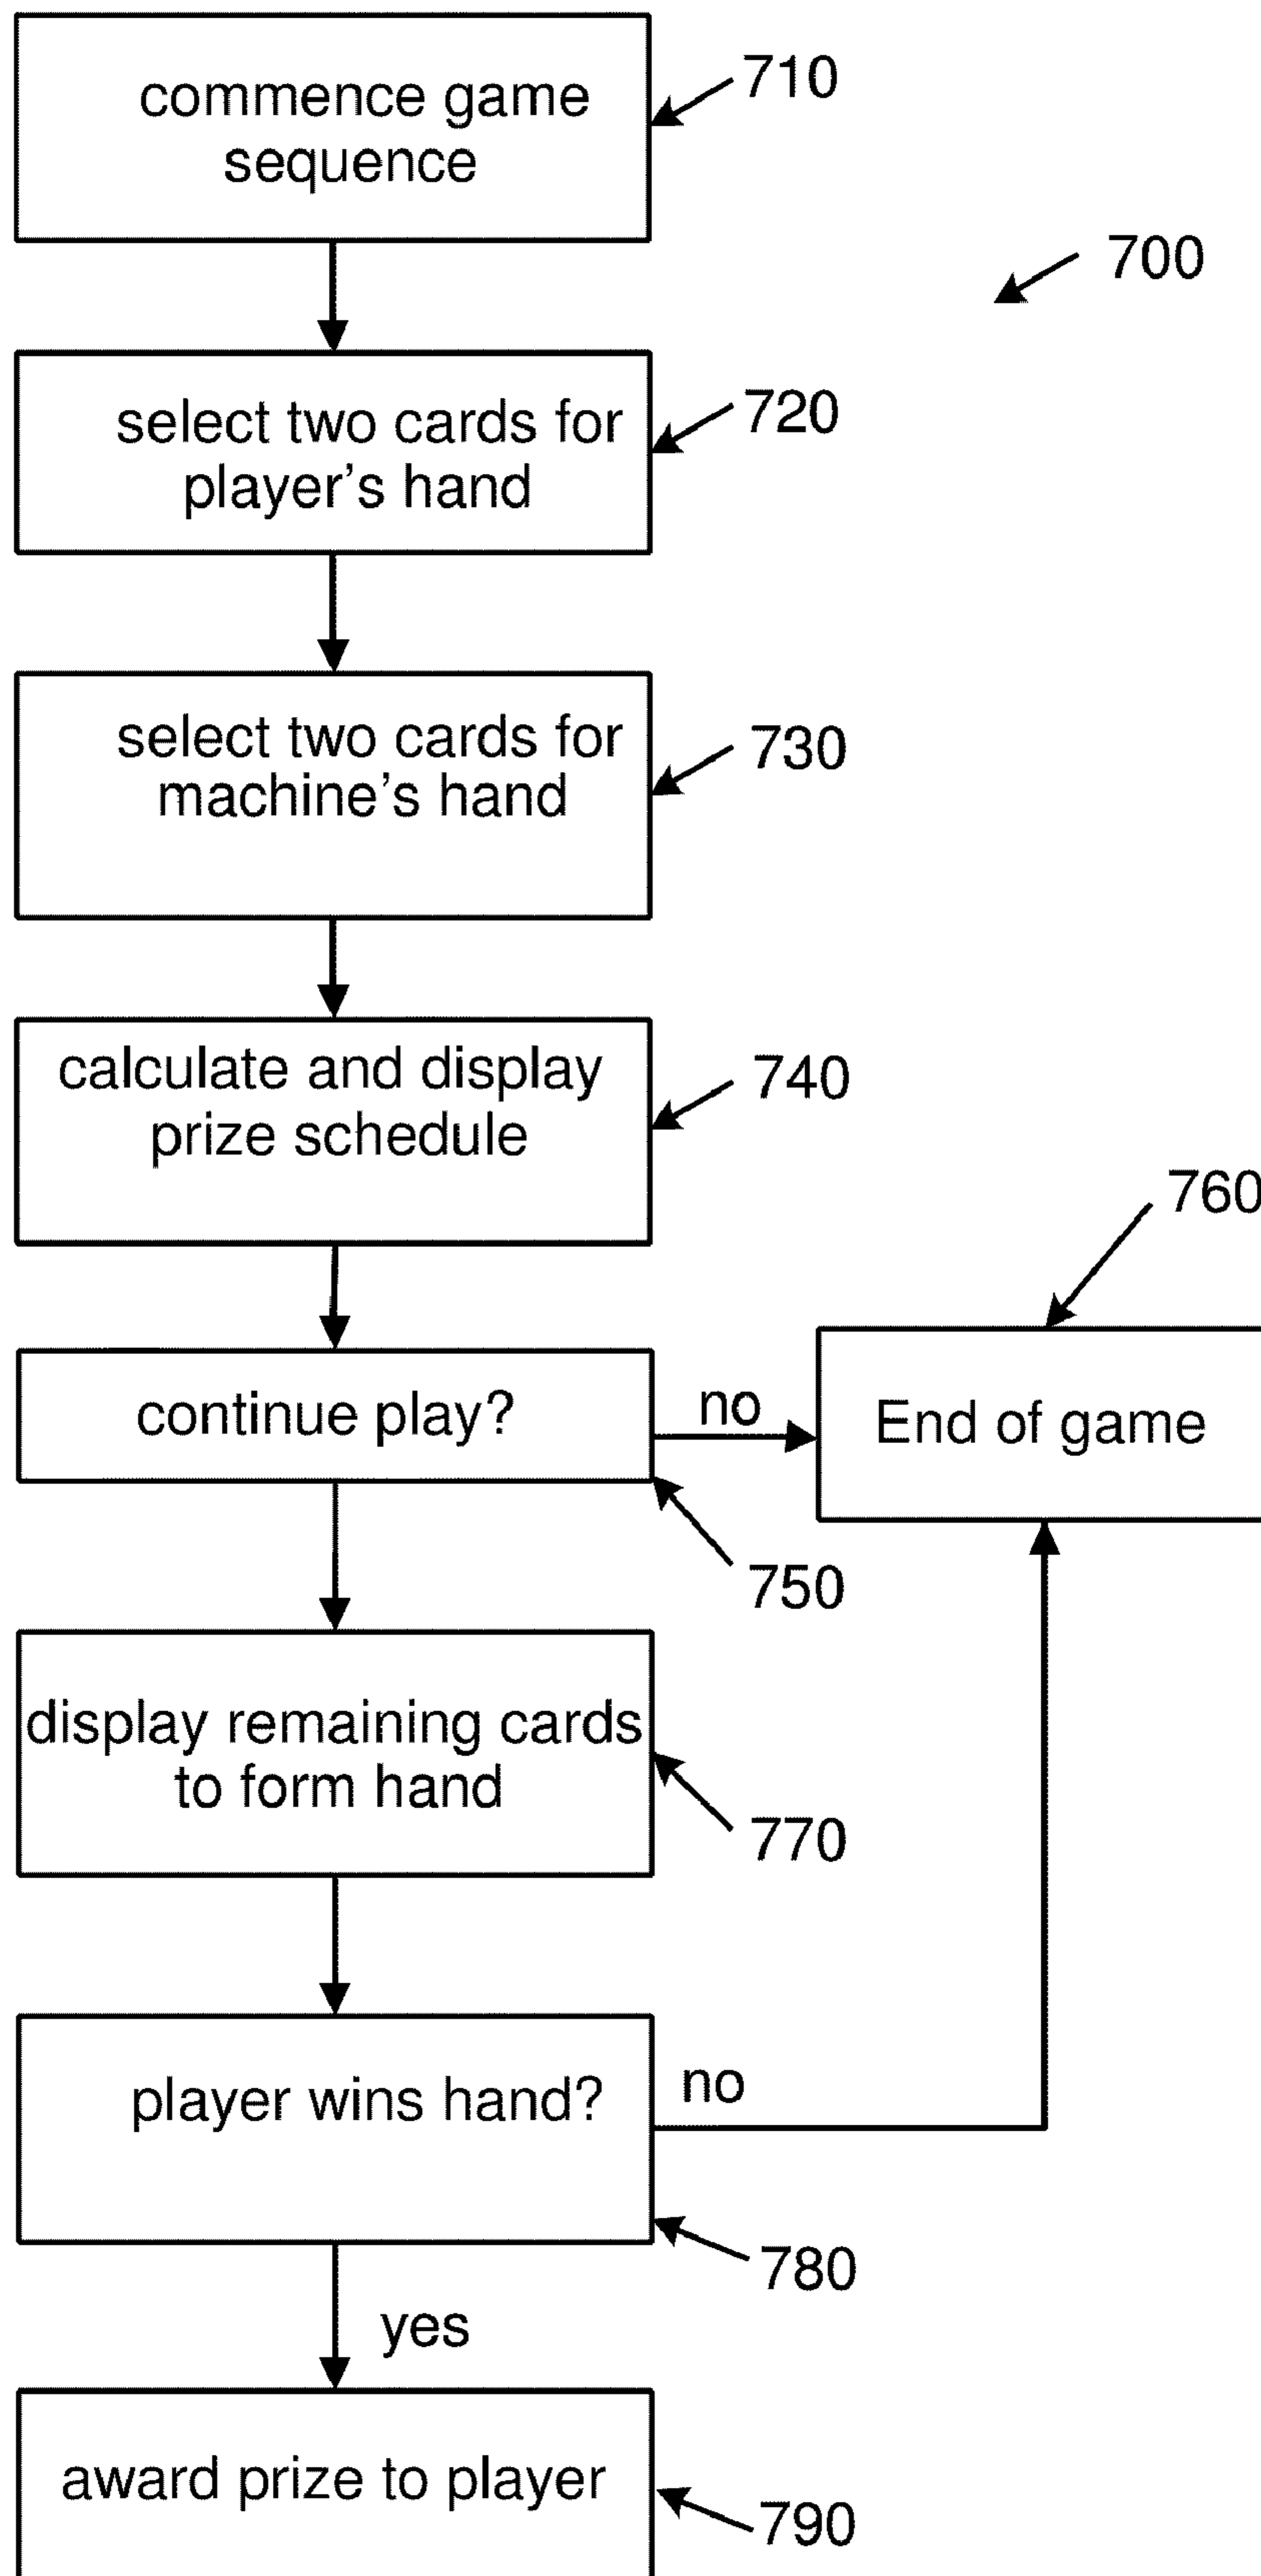 commence game
sequence
710
700
select two cards for
player's hand
720
select two cards for
machine's hand
730
calculate and display
prize schedule
740
760
continue play?
no
End of game
750
display remaining cards
to form hand
770
player wins hand?
no
780
yes
award prize to player
790